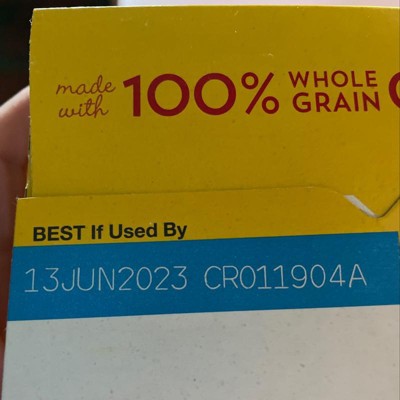 made with 100% WHOLE GRAIN
BEST If Used By
13JUN2023 CR011904A